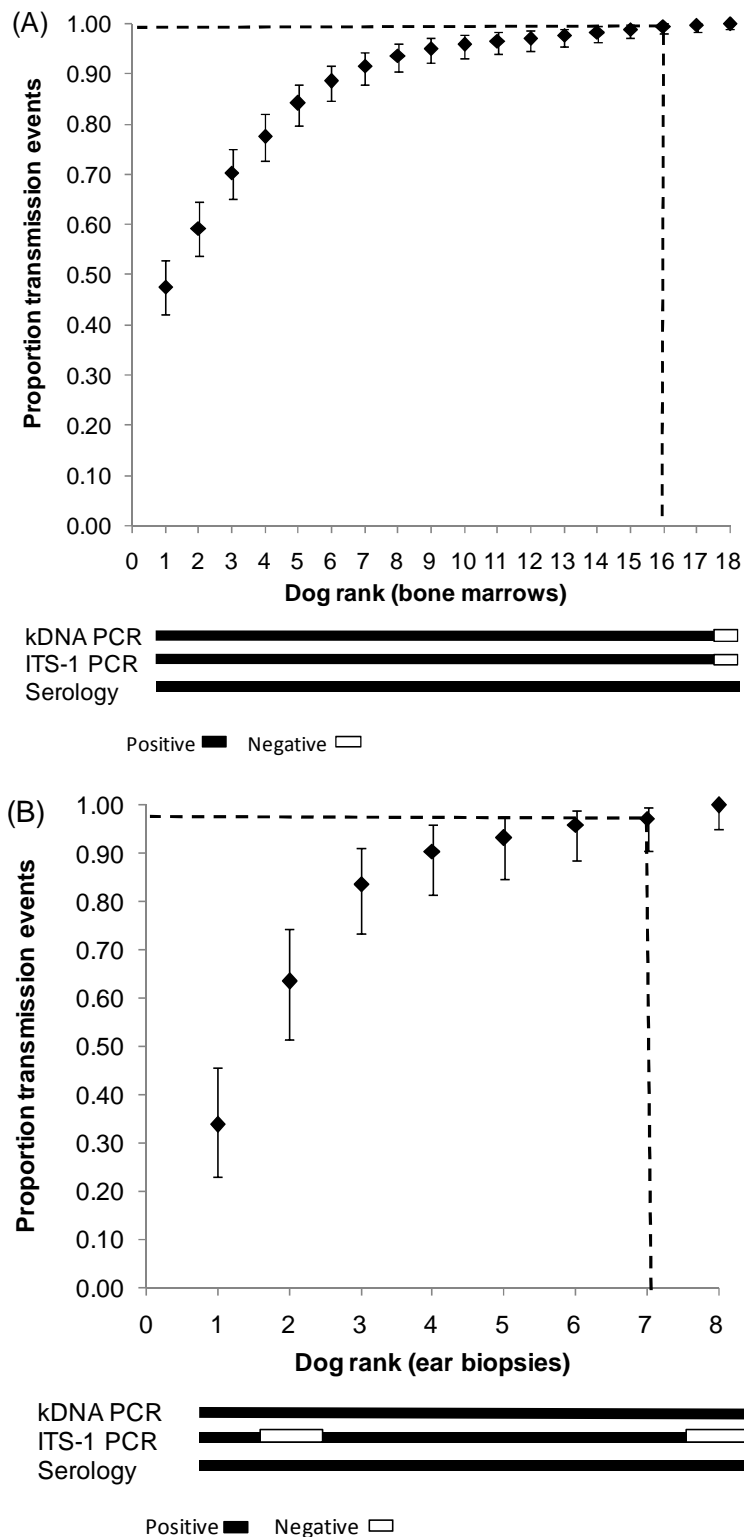 (A)
1.00
0.90
0.80
0.70
0.60
0.50
0.40
0.30
0.20
0.10
0.00
Proportion transmission events
0 1 2 3 4 5 6 7 8 9 10 11 12 13 14 15 16 17 18
Dog rank (bone marrows)
kDNA PCR
ITS-1 PCR
Serology
Positive Negative
(B)
1.00
0.90
0.80
0.70
0.60
0.50
0.40
0.30
0.20
0.10
0.00
Proportion transmission events
0 1 2 3 4 5 6 7 8
Dog rank (ear biopsies)
kDNA PCR
ITS-1 PCR
Serology
Positive Negative